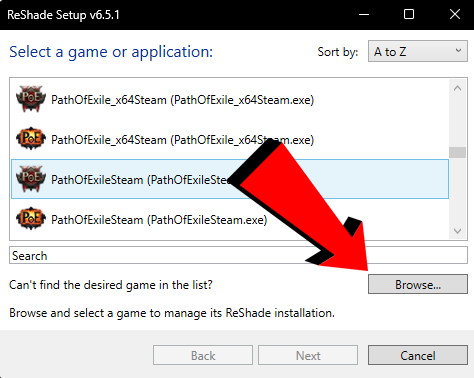 ReShade Setup v6.5.1
Select a game or application:
Sort by: A to Z
PathOfExile_x64Steam (PathOfExile_x64Steam.exe)
PathOfExile_x64Steam (PathOfExile_x64Steam.exe)
PathOfExileSteam
PathOfExileSteam (PathOfExileSteam.exe)
Search
Can't find the desired game in the list? Browse...
Browse and select a game to manage its ReShade installation.
Back Next Cancel